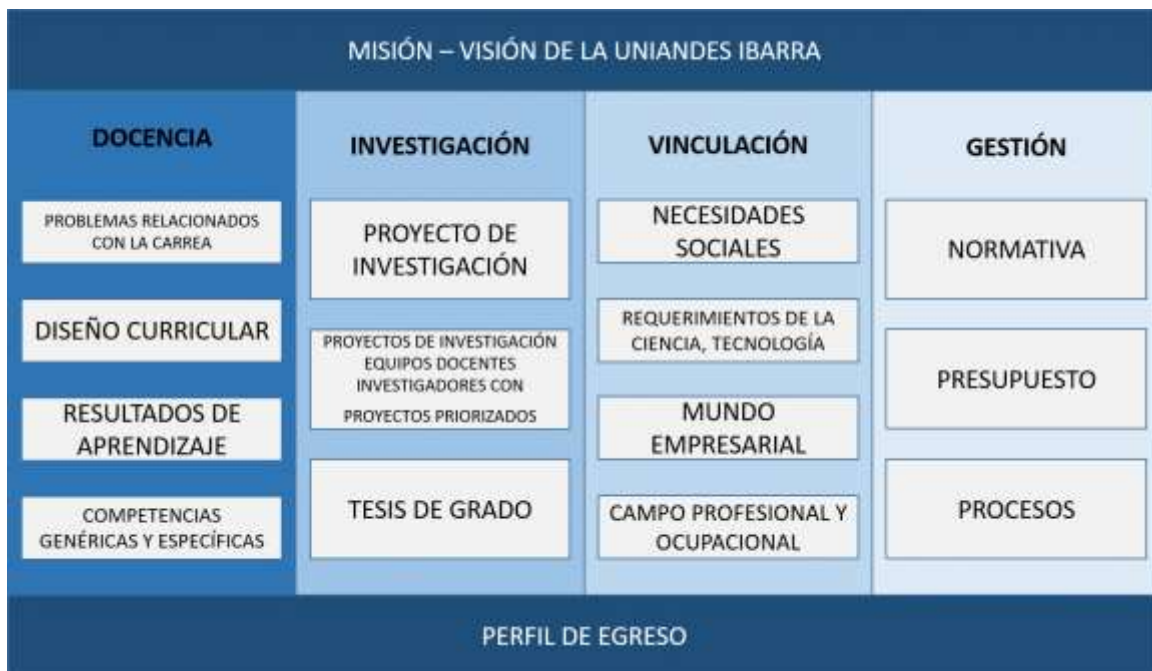 MISIÓN – VISIÓN DE LA UNIANDES IBARRA
DOCENCIA
PROBLEMAS RELACIONADOS
CON LA CARREA
DISEÑO CURRICULAR
RESULTADOS DE
APRENDIZAJE
COMPETENCIAS
GENÉRICAS Y ESPECÍFICAS
INVESTIGACIÓN
PROYECTO DE
INVESTIGACIÓN
PROYECTOS DE INVESTIGACIÓN
EQUIPOS DOCENTES
INVESTIGADORES CON
PROYECTOS PRIORIZADOS
TESIS DE GRADO
VINCULACIÓN
NECESIDADES
SOCIALES
REQUERIMIENTOS DE LA
CIENCIA, TECNOLOGÍA
MUNDO
EMPRESARIAL
CAMPO PROFESIONAL Y
OCUPACIONAL
GESTIÓN
NORMATIVA
PRESUPUESTO
PROCESOS
PERFIL DE EGRESO